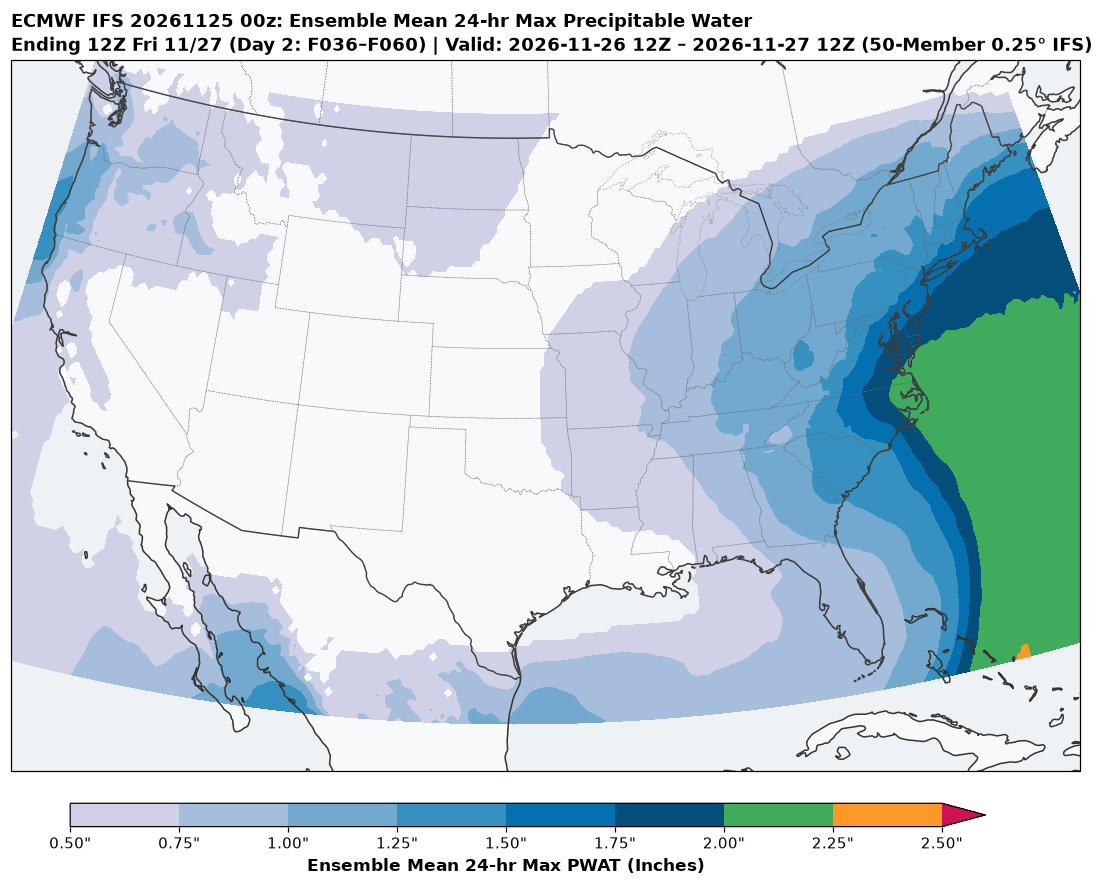 ECMWF IFS 20261125 00z: Ensemble Mean 24-hr Max Precipitable Water
Ending 12Z Fri 11/27 (Day 2: F036–F060) | Valid: 2026-11-26 12Z – 2026-11-27 12Z (50-Member 0.25° IFS)
0.50" 0.75" 1.00" 1.25" 1.50" 1.75" 2.00" 2.25" 2.50"
Ensemble Mean 24-hr Max PWAT (Inches)